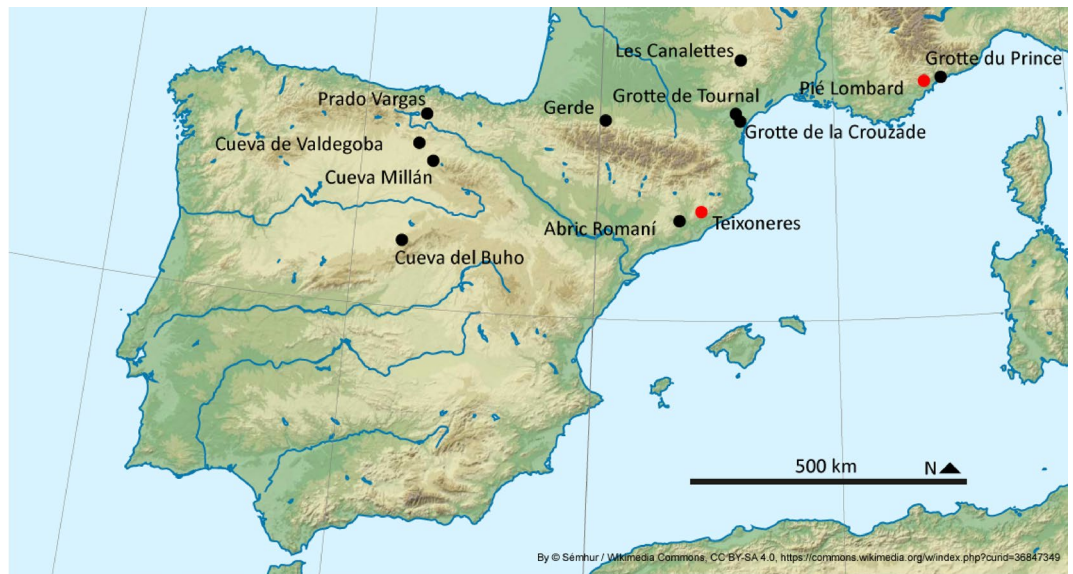 Les Canalettes
Grotte du Prince
Pié Lombard
Prado Vargas
Gerde
Grotte de Tournal
Grotte de la Crouzade
Cueva de Valdegoba
Cueva Millán
Abric Romaní
Teixoneres
Cueva del Buho
500 km
N
By © Sémhur / Wikimedia Commons, CC BY-SA 4.0, https://commons.wikimedia.org/w/index.php?curid=36847349